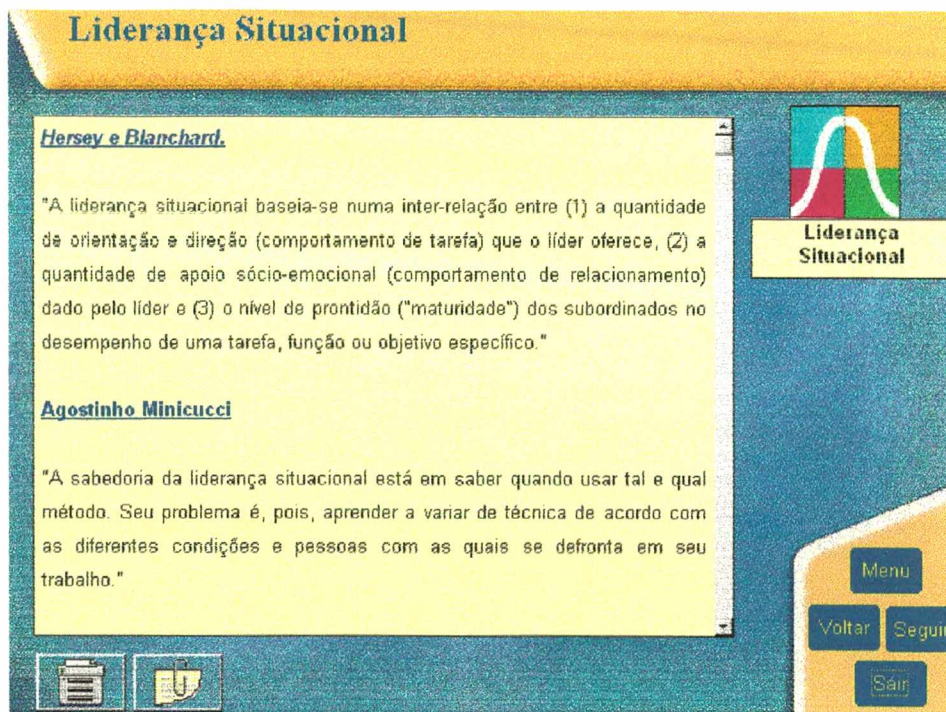 Liderança Situacional
Hersey e Blanchard.
"A liderança situacional baseia-se numa inter-relação entre (1) a quantidade
de orientação e direção (comportamento de tarefa) que o líder oferece, (2) a
quantidade de apoio sócio-emocional (comportamento de relacionamento)
dado pelo líder e (3) o nível de prontidão ("maturidade") dos subordinados no
desempenho de uma tarefa, função ou objetivo específico."
Agostinho Minicucci
"A sabedoria da liderança situacional está em saber quando usar tal e qual
método. Seu problema é, pois, aprender a variar de técnica de acordo com
as diferentes condições e pessoas com as quais se defronta em seu
trabalho."
Liderança
Situacional
Menu
Voltar
Seguir
Sair